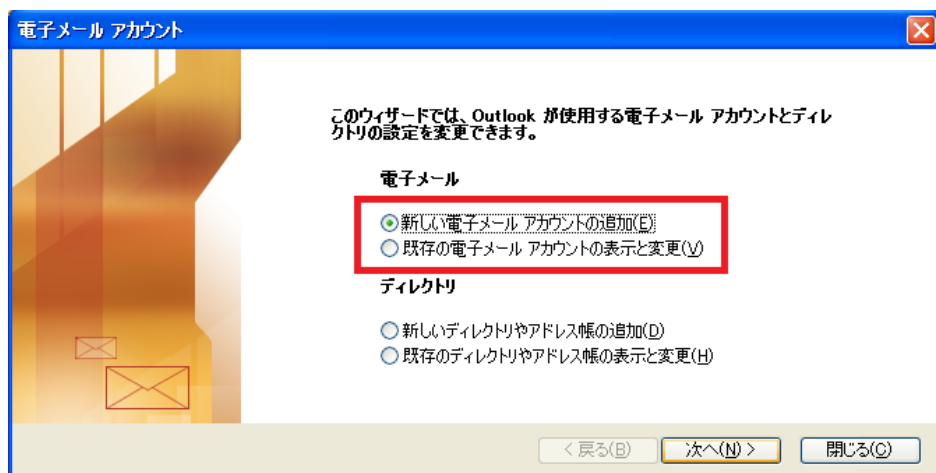 電子メール アカウント
このウィザードでは、Outlook が使用する電子メール アカウントとディレ
クトリの設定を変更できます。
電子メール
新しい電子メール アカウントの追加(E)
既存の電子メール アカウントの表示と変更(V)
ディレクトリ
新しいディレクトリやアドレス帳の追加(D)
既存のディレクトリやアドレス帳の表示と変更(H)
< 戻る(B) 次へ(N) > 閉じる(C)